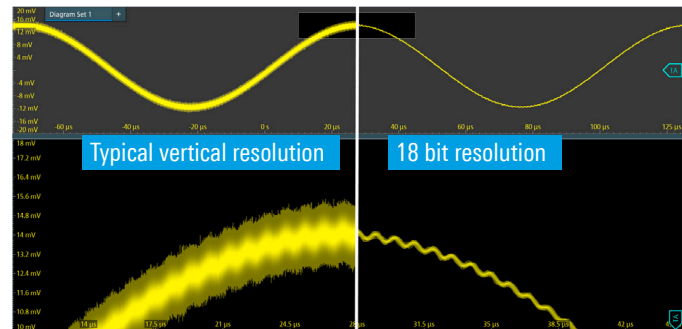 20 mV
Diagram Set 1 +
16 mV
8 mV
4 mV
-4 mV
-8 mV
-12 mV
-16 mV
-20 mV
1A
-60 µs -40 µs -20 µs 0 s 20 µs 40 µs 60 µs 80 µs 100 µs 125 µs
18 mV
Typical vertical resolution 18 bit resolution
17.2 mV
16.4 mV
15.6 mV
14.8 mV
14 mV
13.2 mV
12.4 mV
11.6 mV
10.8 mV
10 mV
14 µs 17.5 µs 21 µs 24.5 µs 28 31.5 µs 35 µs 38.5 µs 42 µs